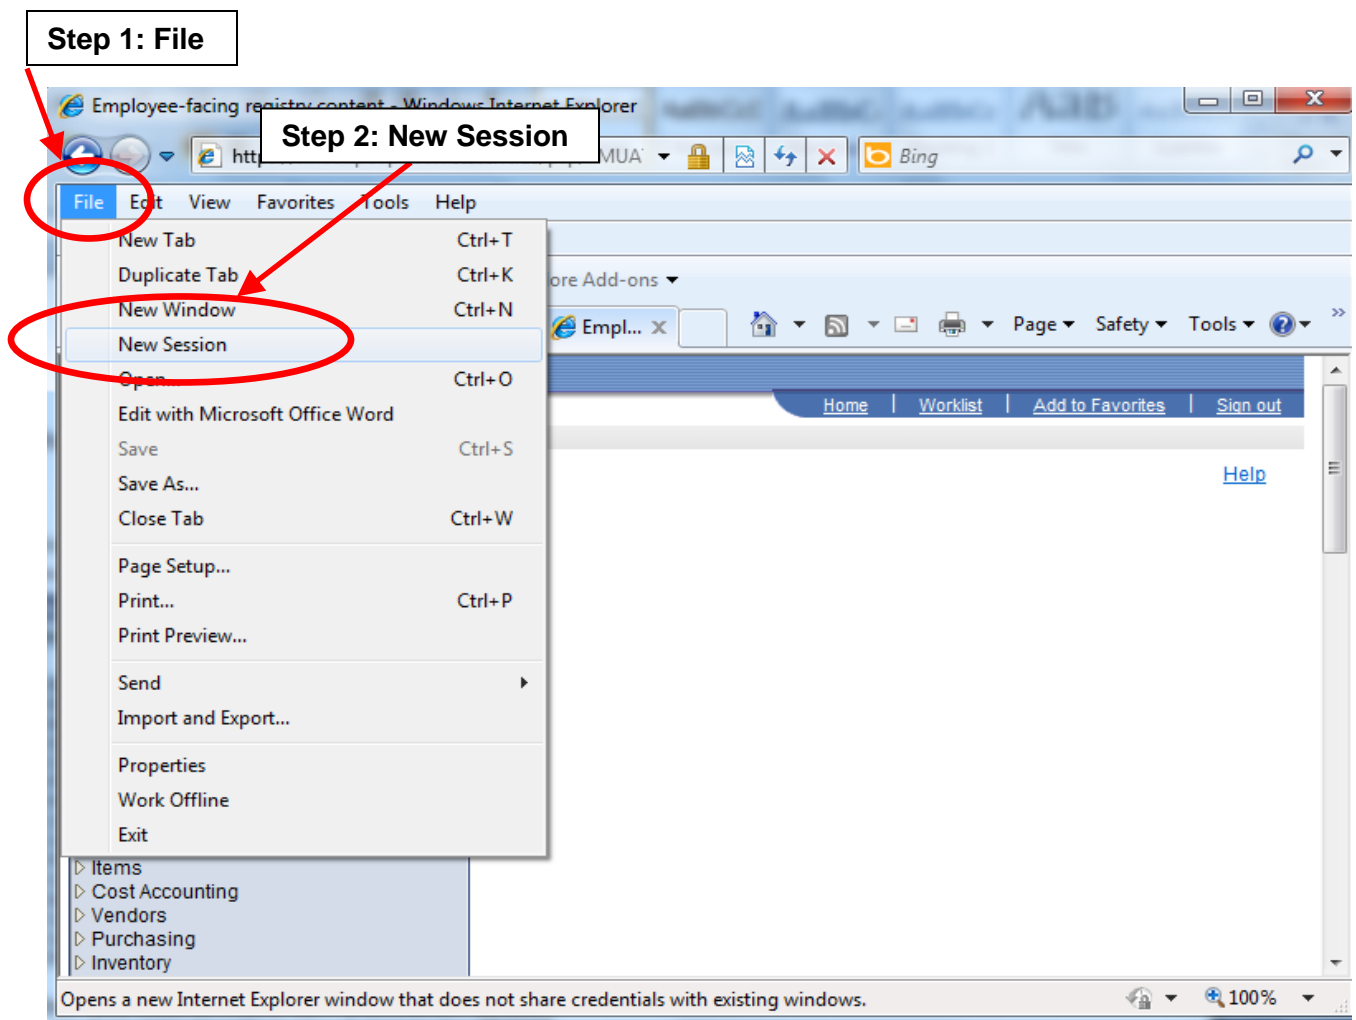 Step 1: File
Employee-facing registry content - Windows Internet Explorer
Step 2: New Session
http
MUA
Bing
File Edit View Favorites Tools Help
New Tab Ctrl+T
Duplicate Tab Ctrl+K
ore Add-ons
New Window Ctrl+N
Empl...
Page Safety Tools
New Session
Open... Ctrl+O
Home | Worklist | Add to Favorites | Sign out
Edit with Microsoft Office Word
Save Ctrl+S
Help
Save As...
Close Tab Ctrl+W
Page Setup...
Print... Ctrl+P
Print Preview...
Send
Import and Export...
Properties
Work Offline
Exit
Items
Cost Accounting
Vendors
Purchasing
Inventory
Opens a new Internet Explorer window that does not share credentials with existing windows.
100%